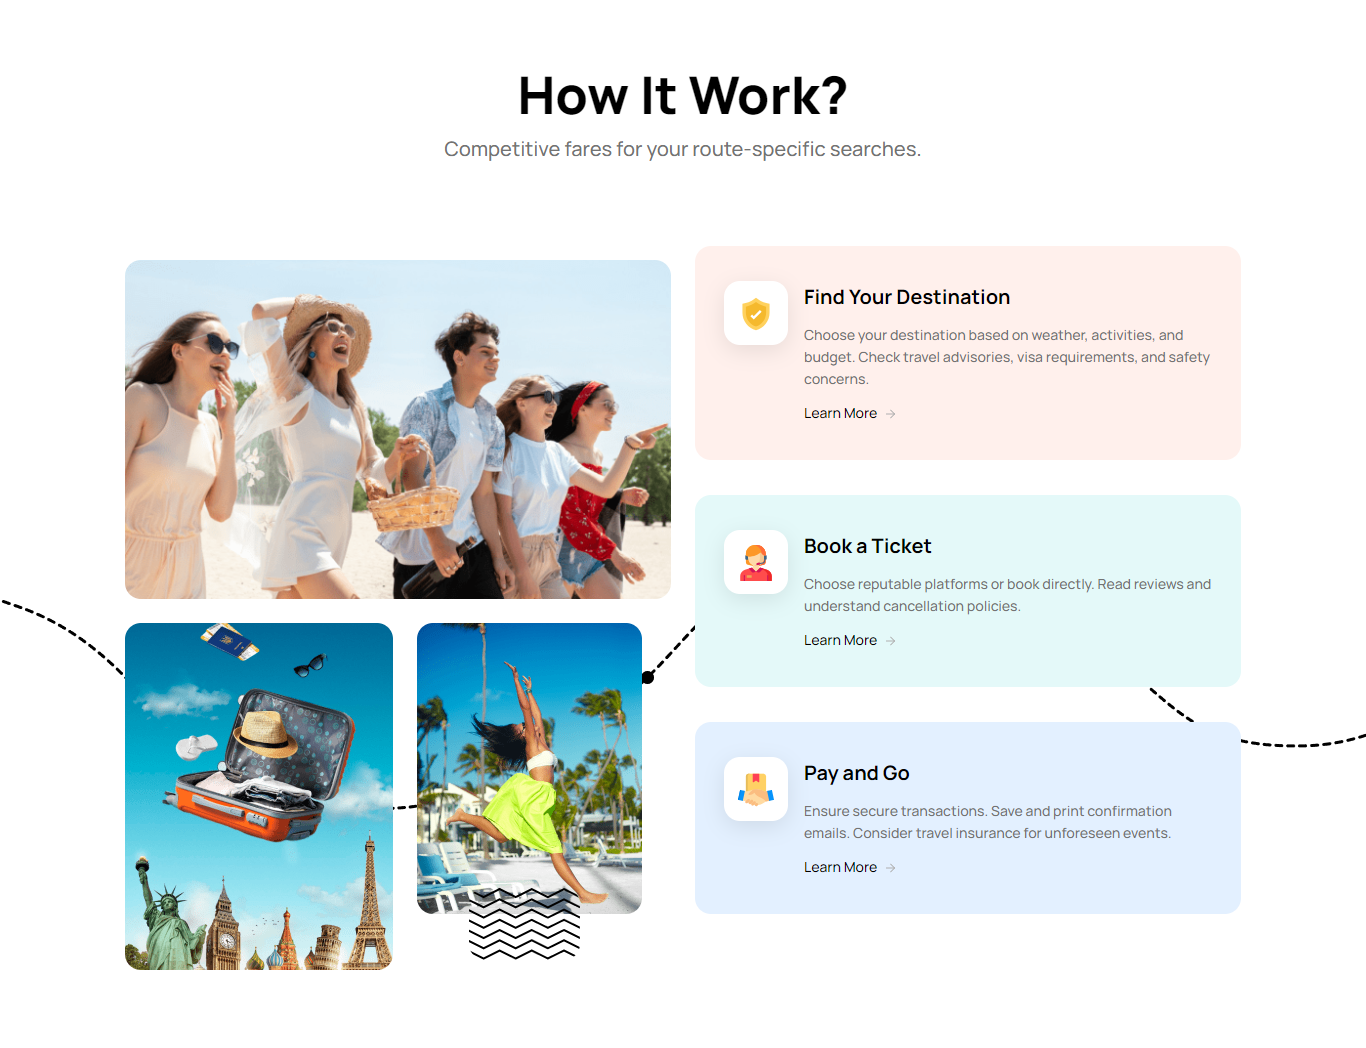 How It Work?
Competitive fares for your route-specific searches.
Find Your Destination
Choose your destination based on weather, activities, and
budget. Check travel advisories, visa requirements, and safety
concerns.
Learn More
Book a Ticket
Choose reputable platforms or book directly. Read reviews and
understand cancellation policies.
Learn More
Pay and Go
Ensure secure transactions. Save and print confirmation
emails. Consider travel insurance for unforeseen events.
Learn More